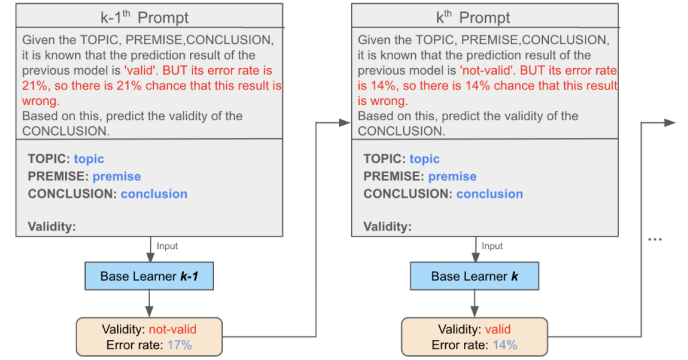 k-1th Prompt
Given the TOPIC, PREMISE,CONCLUSION,
it is known that the prediction result of the
previous model is 'valid'. BUT its error rate is
21%, so there is 21% chance that this result is
wrong.
Based on this, predict the validity of the
CONCLUSION.
TOPIC: topic
PREMISE: premise
CONCLUSION: conclusion
Validity:
Input
Base Learner k-1
Validity: not-valid
Error rate: 17%
kth Prompt
Given the TOPIC, PREMISE,CONCLUSION,
it is known that the prediction result of the
previous model is 'not-valid'. BUT its error rate
is 14%, so there is 14% chance that this result
is wrong.
Based on this, predict the validity of the
CONCLUSION.
TOPIC: topic
PREMISE: premise
CONCLUSION: conclusion
Validity:
Input
Base Learner k
Validity: valid
Error rate: 14%
...